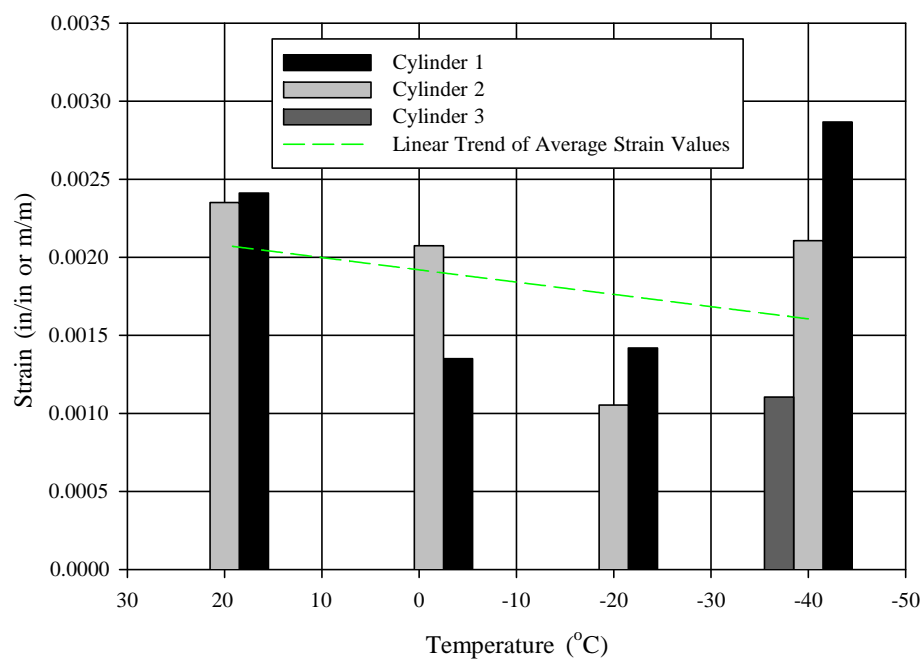 0.0035
0.0030
0.0025
0.0020
0.0015
0.0010
0.0005
0.0000
Strain (in/in or m/m)
Cylinder 1
Cylinder 2
Cylinder 3
Linear Trend of Average Strain Values
30 20 10 0 -10 -20 -30 -40 -50
Temperature (°C)